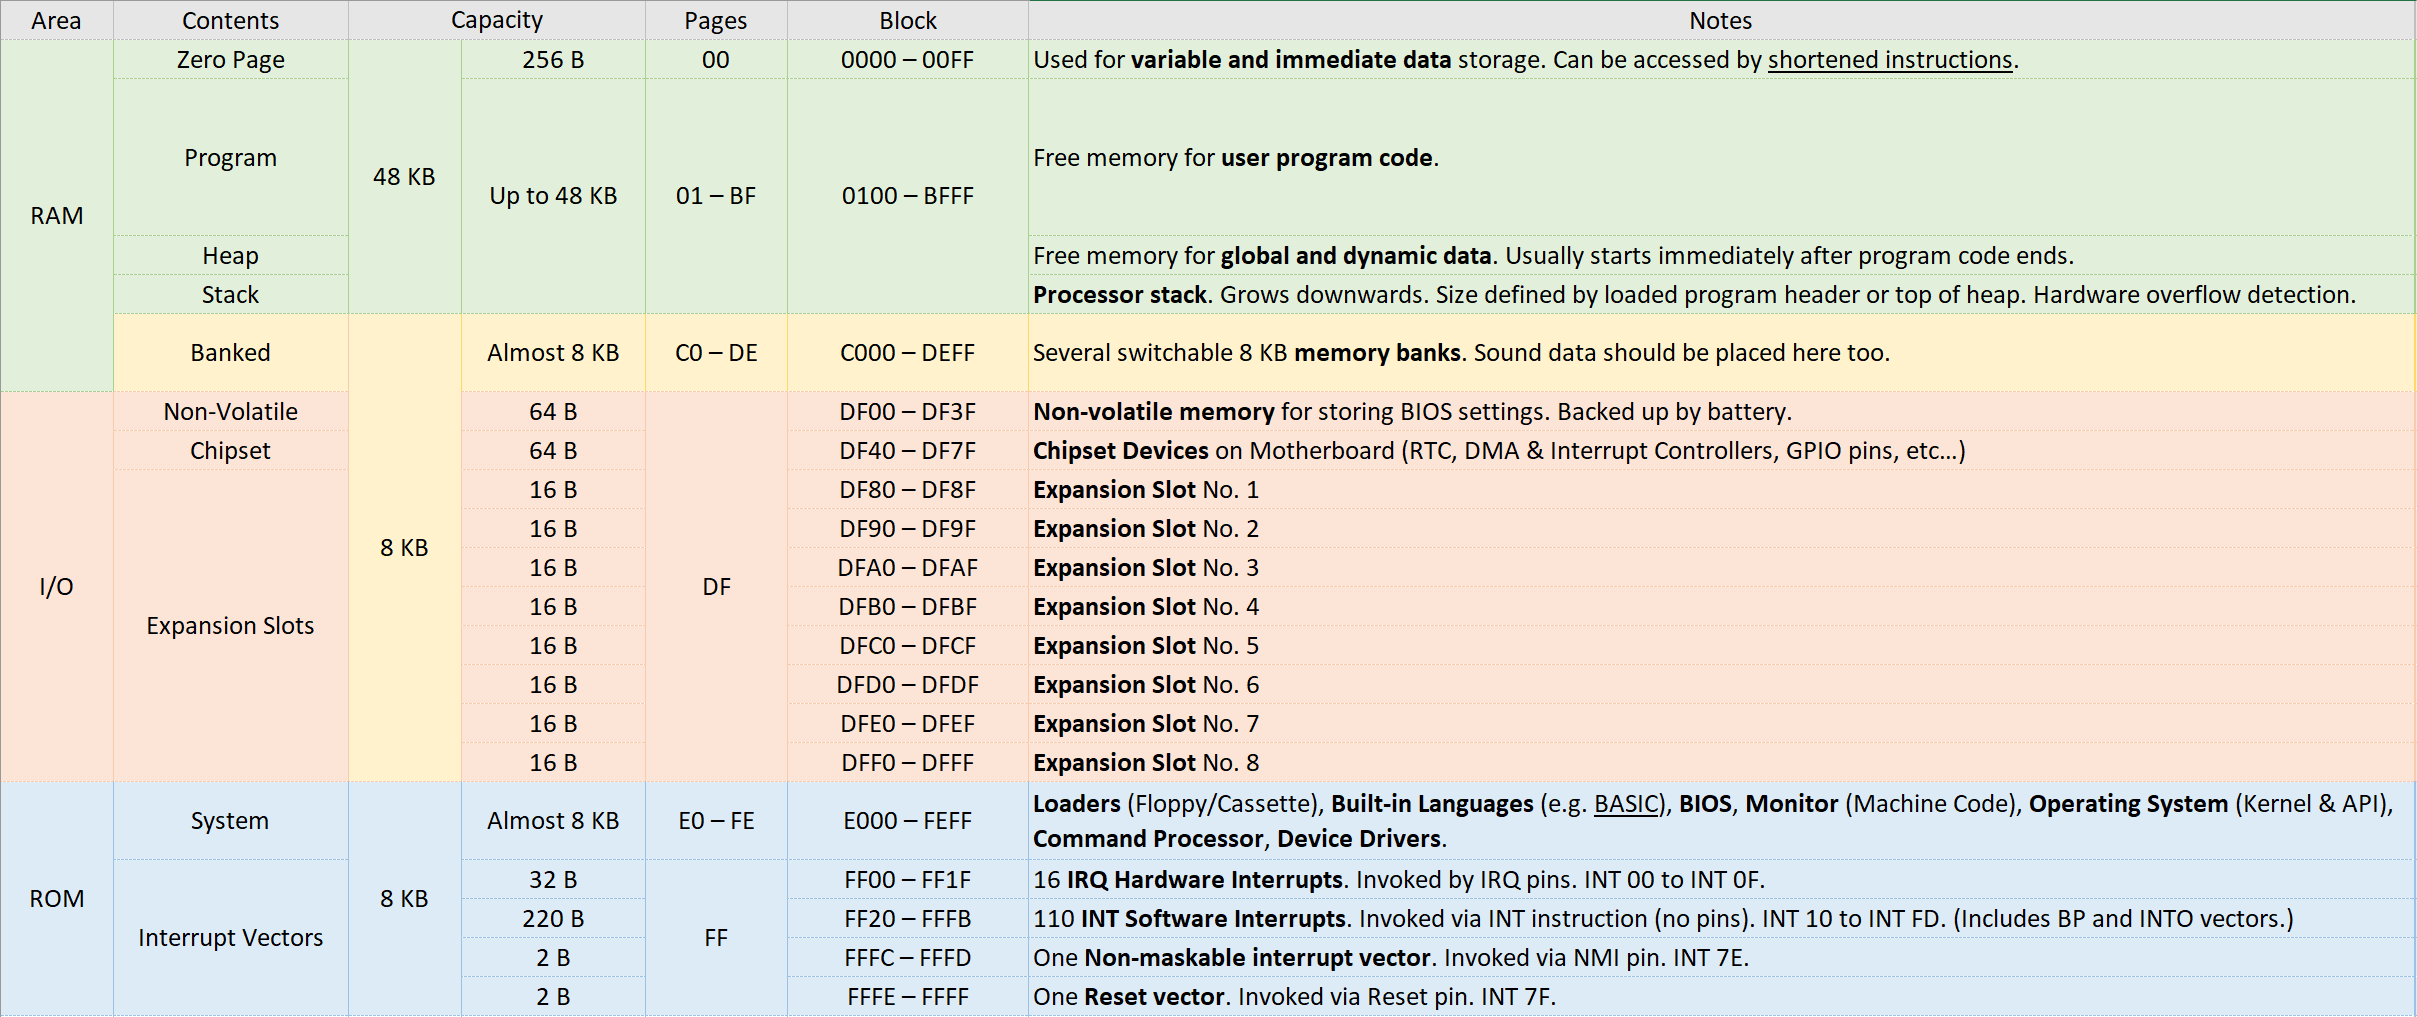 Area Contents Capacity Pages Block Notes
Zero Page 256 B 00 0000 – 00FF Used for variable and immediate data storage. Can be accessed by shortened instructions.
Program Free memory for user program code.
48 KB
Up to 48 KB 01 – BF 0100 – BFFF
RAM
Heap Free memory for global and dynamic data. Usually starts immediately after program code ends.
Stack Processor stack. Grows downwards. Size defined by loaded program header or top of heap. Hardware overflow detection.
Banked Almost 8 KB C0 – DE C000 – DEFF Several switchable 8 KB memory banks. Sound data should be placed here too.
Non-Volatile 64 B DF00 – DF3F Non-volatile memory for storing BIOS settings. Backed up by battery.
Chipset 64 B DF40 – DF7F Chipset Devices on Motherboard (RTC, DMA & Interrupt Controllers, GPIO pins, etc...)
16 B DF80 – DF8F Expansion Slot No. 1
16 B DF90 – DF9F Expansion Slot No. 2
8 KB
16 B DFA0 – DFAF Expansion Slot No. 3
I/O DF
16 B DFB0 – DFBF Expansion Slot No. 4
Expansion Slots
16 B DFC0 – DFCF Expansion Slot No. 5
16 B DFD0 – DFDF Expansion Slot No. 6
16 B DFE0 – DFEF Expansion Slot No. 7
16 B DFF0 – DFFF Expansion Slot No. 8
System Almost 8 KB E0 – FE E000 – FEFF Loaders (Floppy/Cassette), Built-in Languages (e.g. BASIC), BIOS, Monitor (Machine Code), Operating System (Kernel & API),
Command Processor, Device Drivers.
32 B FF00 – FF1F 16 IRQ Hardware Interrupts. Invoked by IRQ pins. INT 00 to INT 0F.
ROM 8 KB
220 B FF20 – FFFB 110 INT Software Interrupts. Invoked via INT instruction (no pins). INT 10 to INT FD. (Includes BP and INTO vectors.)
Interrupt Vectors FF
2 B FFFC – FFFD One Non-maskable interrupt vector. Invoked via NMI pin. INT 7E.
2 B FFFE – FFFF One Reset vector. Invoked via Reset pin. INT 7F.